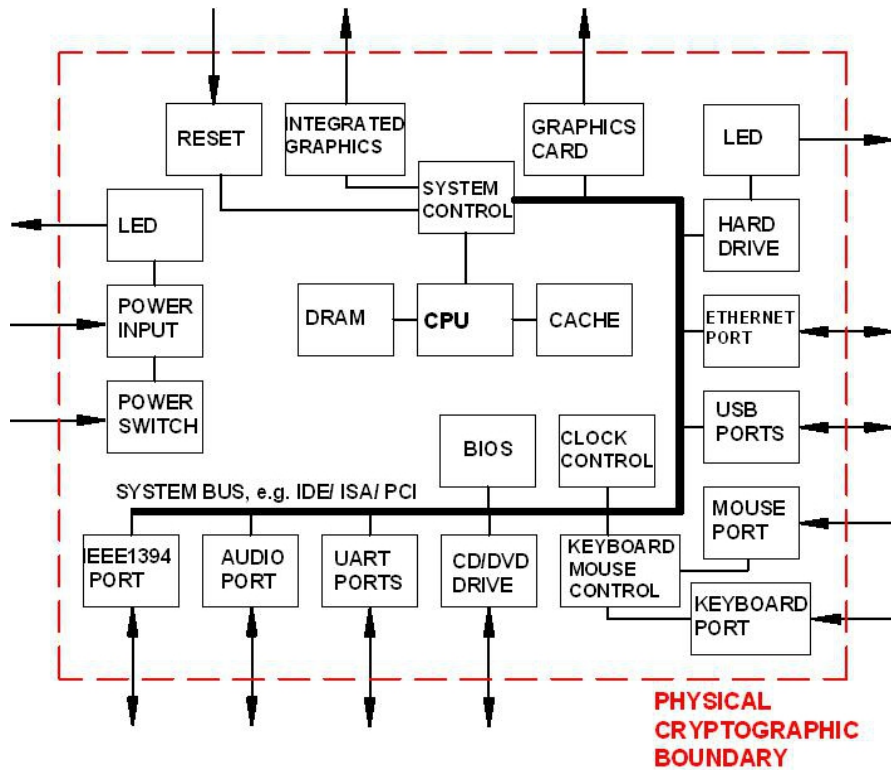 RESET
INTEGRATED
GRAPHICS
GRAPHICS
CARD
LED
SYSTEM
CONTROL
LED
HARD
DRIVE
POWER
INPUT
DRAM
CPU
CACHE
ETHERNET
PORT
POWER
SWITCH
BIOS
CLOCK
CONTROL
USB
PORTS
SYSTEM BUS, e.g. IDE/ ISA/ PCI
MOUSE
PORT
IEEE1394
PORT
AUDIO
PORT
UART
PORTS
CD/DVD
DRIVE
KEYBOARD
MOUSE
CONTROL
KEYBOARD
PORT
PHYSICAL
CRYPTOGRAPHIC
BOUNDARY